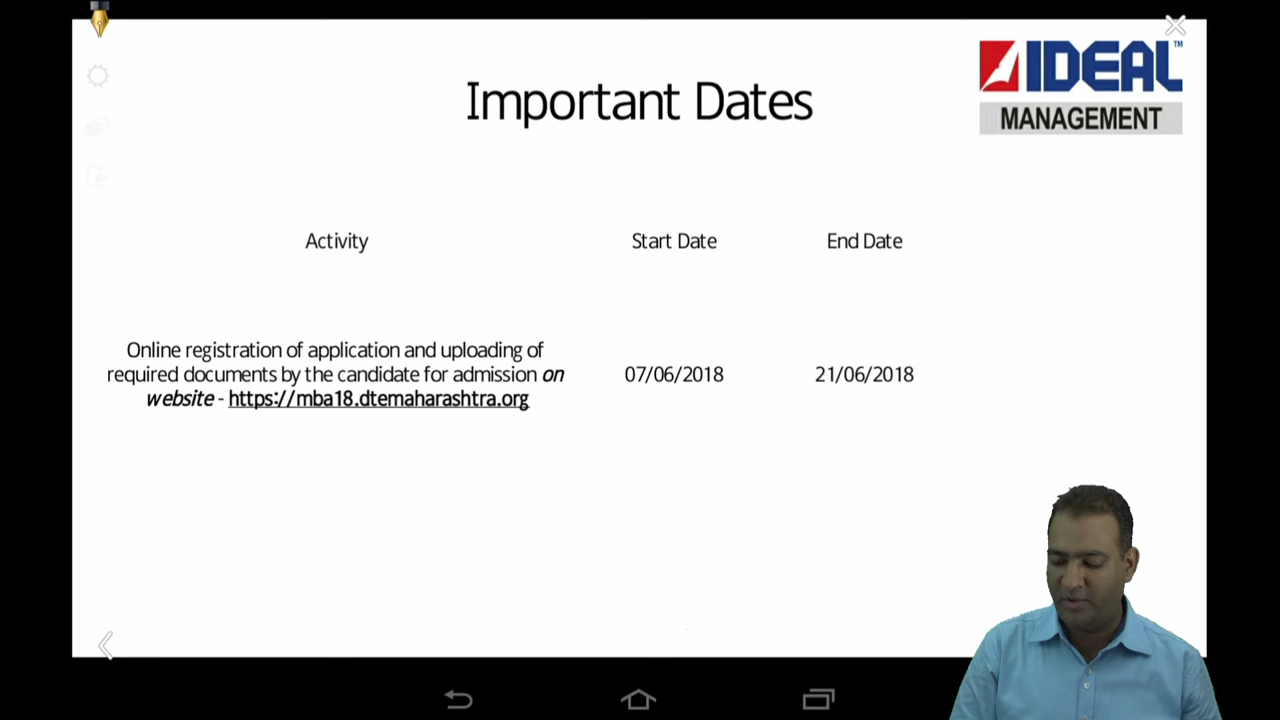 IDEAL™
MANAGEMENT
Important Dates
Activity Start Date End Date
Online registration of application and uploading of
required documents by the candidate for admission on 07/06/2018 21/06/2018
website - https://mba18.dtemaharashtra.org